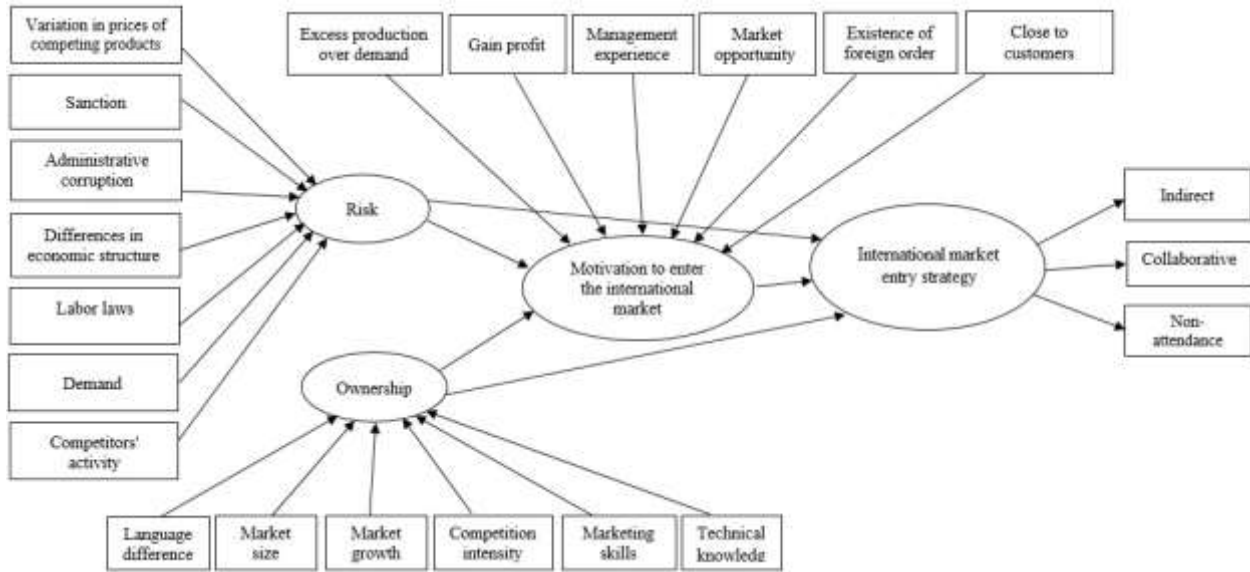 Variation in prices of
competing products
Sanction
Administrative
corruption
Differences in
economic structure
Labor laws
Demand
Competitors'
activity
Excess production
over demand
Gain profit
Management
experience
Market
opportunity
Existence of
foreign order
Close to
customers
Risk
Motivation to enter
the international
market
Ownership
International market
entry strategy
Indirect
Collaborative
Non-
attendance
Language
difference
Market
size
Market
growth
Competition
intensity
Marketing
skills
Technical
knowledg